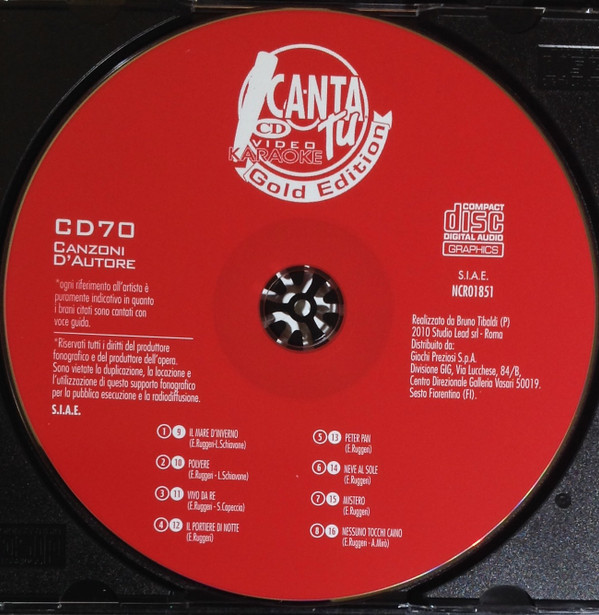 CANTA
TU
CD
VIDEO
KARAOKE
Gold Edition
CD70
CANZONI
D'AUTORE
*ogni riferimento all'artista è
puramente indicativo in quanto
i brani citati sono cantati con
voce guida.
*Riservati tutti i diritti del produttore
fonografico e del produttore dell'opera.
Sono vietate la duplicazione, la locazione e
l'utilizzazione di questo supporto fonografico
per la pubblica esecuzione e la radiodiffusione.
S.I.A.E.
COMPACT
disc
DIGITAL AUDIO
GRAPHICS
S.I.A.E.
NCR01851
Realizzato da Bruno Tibaldi (P)
2010 Studio Lead srl - Roma
Distribuito da:
Giochi Preziosi S.p.A.
Divisione GIG, Via Lucchese, 84/B,
Centro Direzionale Galleria Vasari 50019.
Sesto Fiorentino (FI).
1 9 IL MARE D'INVERNO
(E.Ruggeri-L.Schiavone)
2 10 POLVERE
(E.Ruggeri - L.Schiavone)
3 11 VIVO DA RE
(E.Ruggeri - S.Capeccia)
4 12 IL PORTIERE DI NOTTE
(E.Ruggeri)
5 13 PETER PAN
(E.Ruggeri)
6 14 NEVE AL SOLE
(E.Ruggeri)
7 15 MISTERO
(E.Ruggeri)
8 16 NESSUNO TOCCHI CAINO
(E.Ruggeri - A.Mirò)